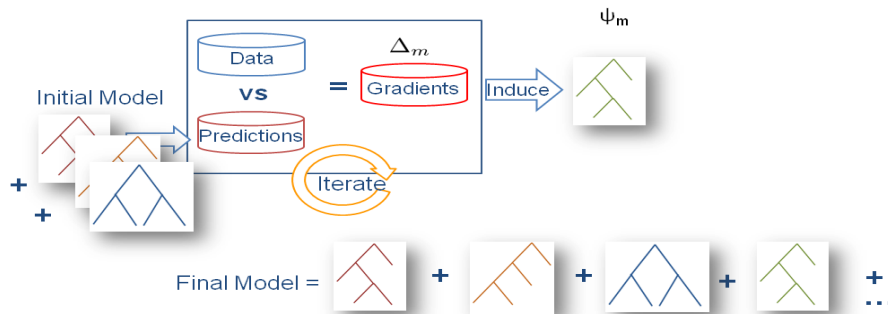 ψm
Data
Δm
vs
=
Gradients
Induce
Initial Model
Predictions
+
+
Iterate
Final Model =
+
+
+
+
...